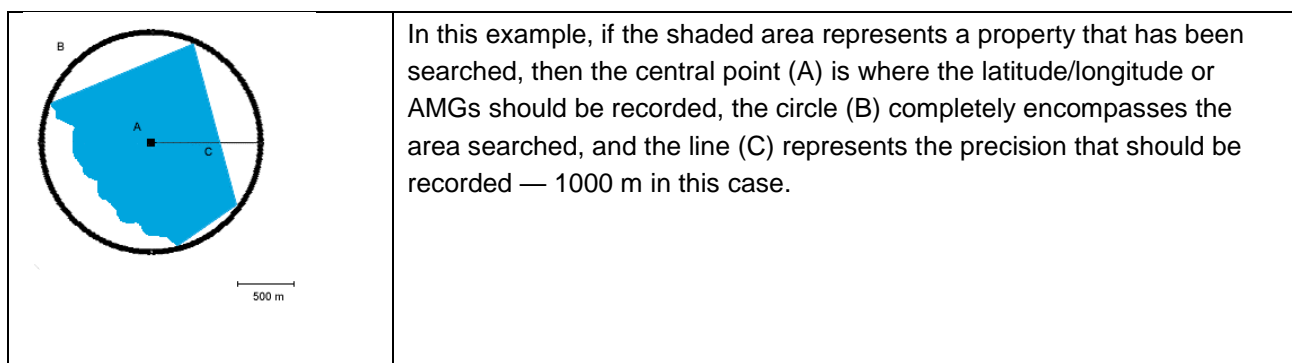 B
A
C
500 m
In this example, if the shaded area represents a property that has been
searched, then the central point (A) is where the latitude/longitude or
AMGs should be recorded, the circle (B) completely encompasses the
area searched, and the line (C) represents the precision that should be
recorded — 1000 m in this case.